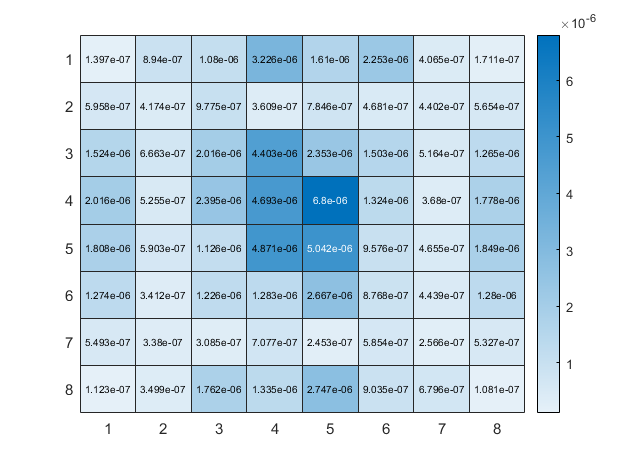 ×10-6
1 1.397e-07 8.94e-07 1.08e-06 3.226e-06 1.61e-06 2.253e-06 4.065e-07 1.711e-07
6
2 5.958e-07 4.174e-07 9.775e-07 3.609e-07 7.846e-07 4.681e-07 4.402e-07 5.654e-07
5
3 1.524e-06 6.663e-07 2.016e-06 4.403e-06 2.353e-06 1.503e-06 5.164e-07 1.265e-06
4
4 2.016e-06 5.255e-07 2.395e-06 4.693e-06 6.8e-06 1.324e-06 3.68e-07 1.778e-06
5 1.808e-06 5.903e-07 1.126e-06 4.871e-06 5.042e-06 9.576e-07 4.655e-07 1.849e-06
3
6 1.274e-06 3.412e-07 1.226e-06 1.283e-06 2.667e-06 8.768e-07 4.439e-07 1.28e-06
2
7 5.493e-07 3.38e-07 3.085e-07 7.077e-07 2.453e-07 5.854e-07 2.566e-07 5.327e-07
1
8 1.123e-07 3.499e-07 1.762e-06 1.335e-06 2.747e-06 9.035e-07 6.796e-07 1.081e-07
1 2 3 4 5 6 7 8